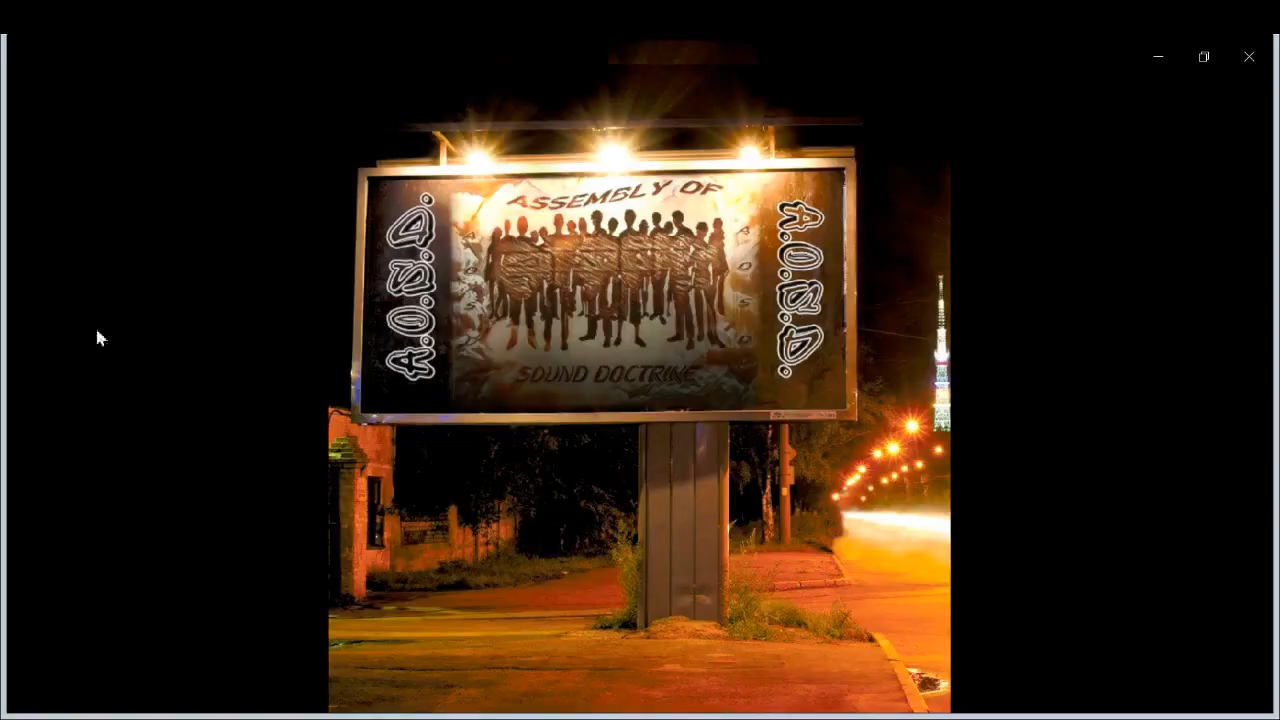 A.O.S.D.
ASSEMBLY OF
A
O
S
D
A
O
S
D
SOUND DOCTRINE
A.O.S.D.